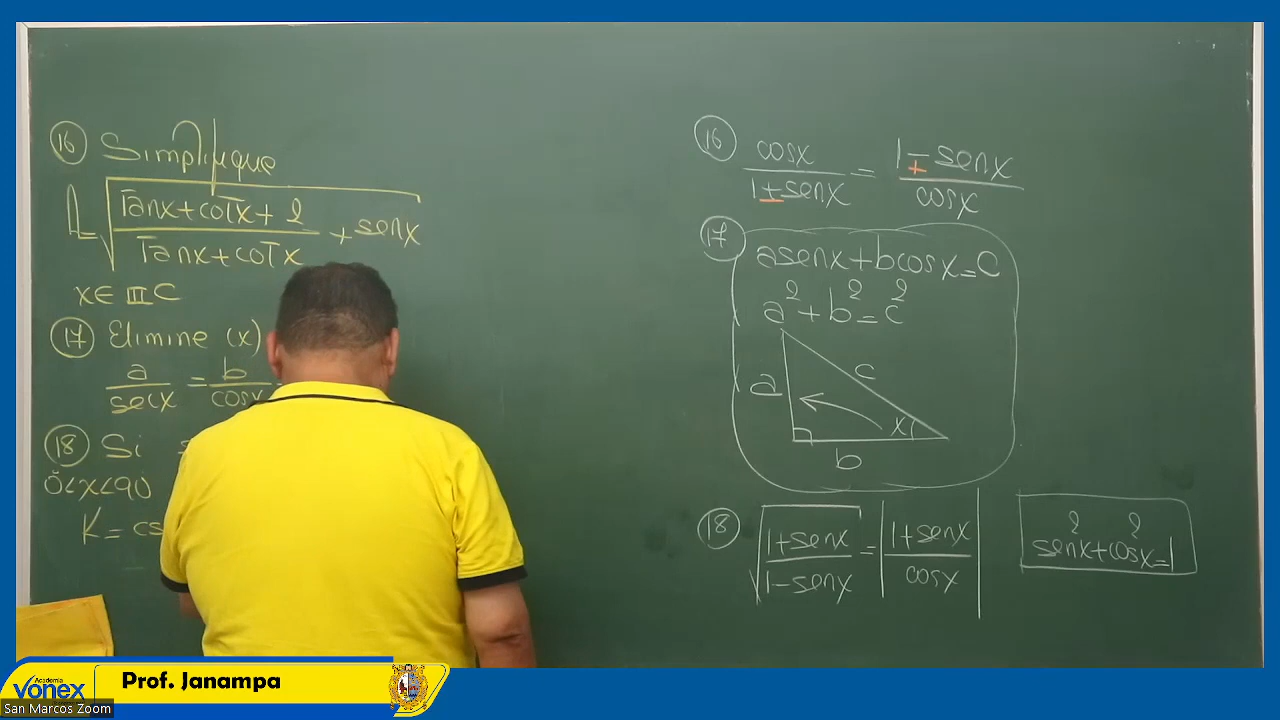 16 Simplifique
L=√((Tanx+coTx+2)/(Tanx+coTx)) + senx
x∈ IIIC
17 Elimine (x)
a/secx = b/cosx
18 Si
0°<x<90
K= cs
16 cosx/(1±senx) = (1∓senx)/cosx
17 asenx+bcosx=c
a²+b²=c²
a
c
x
b
18 √((1+senx)/(1-senx)) = |(1+senx)/cosx|
sen²x+cos²x=1
Academia
vonex
Prof. Janampa
San Marcos Zoom